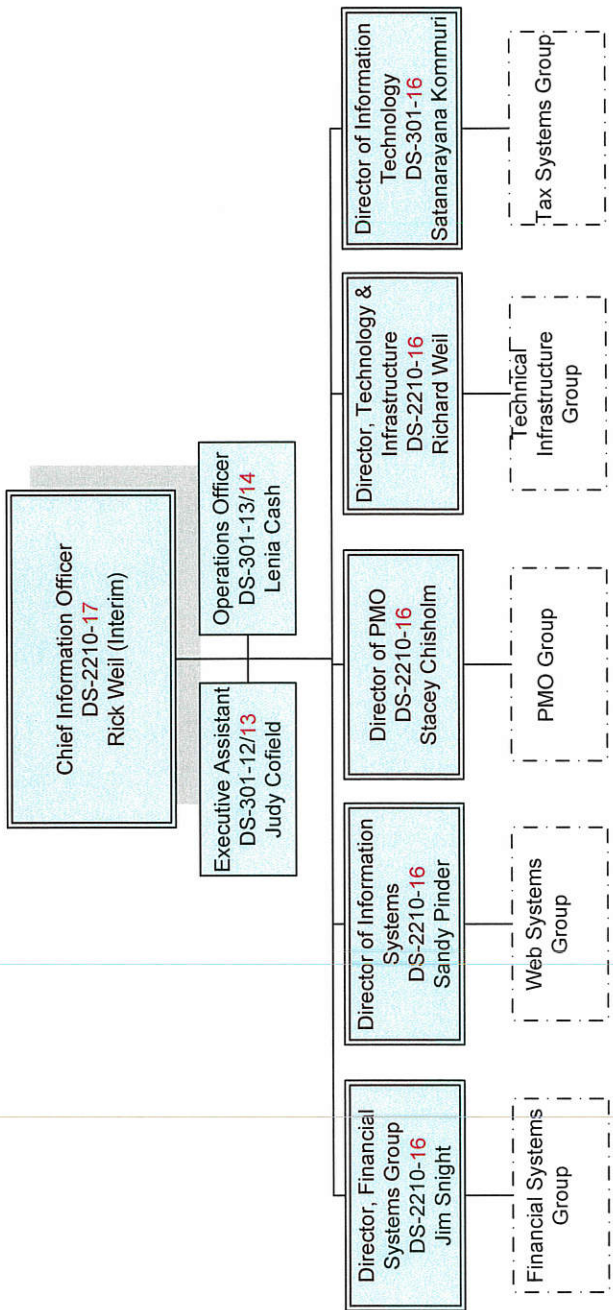 Chief Information Officer
DS-2210-17
Rick Weil (Interim)
Executive Assistant
DS-301-12/13
Judy Cofield
Operations Officer
DS-301-13/14
Lenia Cash
Director, Financial
Systems Group
DS-2210-16
Jim Snight
Director of Information
Systems
DS-2210-16
Sandy Pinder
Director of PMO
DS-2210-16
Stacey Chisholm
Director, Technology &
Infrastructure
DS-2210-16
Richard Weil
Director of Information
Technology
DS-301-16
Satanarayana Kommuri
Financial Systems
Group
Web Systems
Group
PMO Group
Technical
Infrastructure
Group
Tax Systems Group